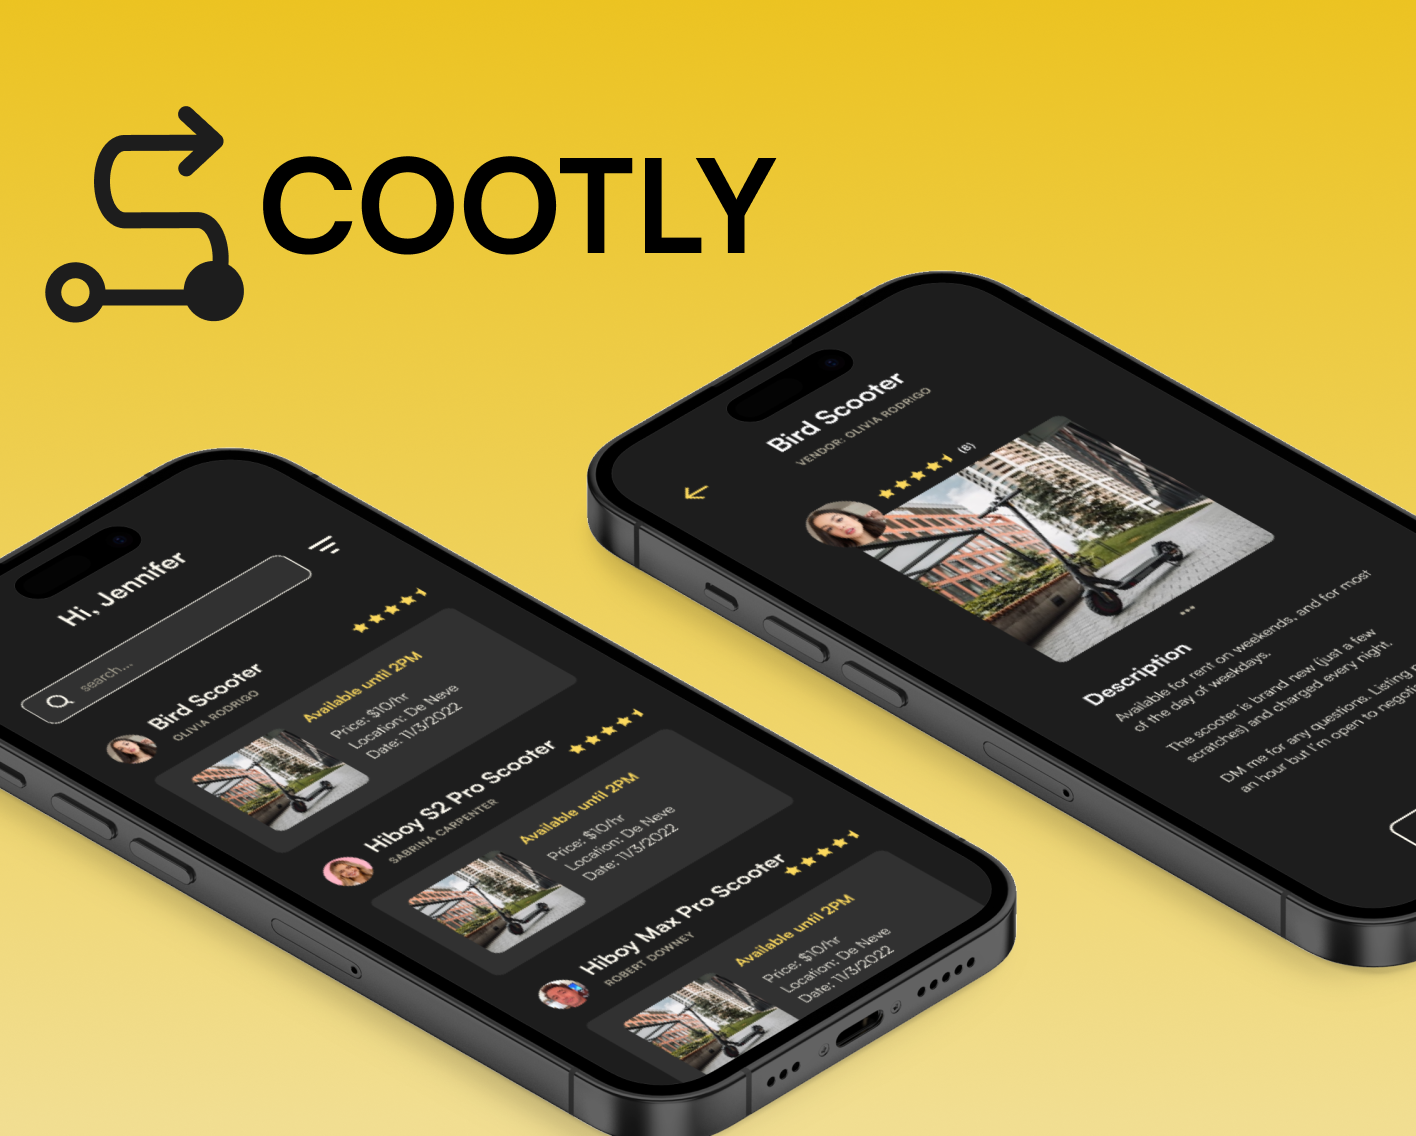 SCOOTLY
Hi, Jennifer
search...
Bird Scooter
OLIVIA RODRIGO
Available until 2PM
Price: $10/hr
Location: De Neve
Date: 11/3/2022
Hiboy S2 Pro Scooter
SABRINA CARPENTER
Available until 2PM
Price: $10/hr
Location: De Neve
Date: 11/3/2022
Hiboy Max Pro Scooter
ROBERT DOWNEY
Available until 2PM
Price: $10/hr
Location: De Neve
Date: 11/3/2022
Bird Scooter
VENDOR: OLIVIA RODRIGO
(8)
Description
Available for rent on weekends, and for most
of the day of weekdays.
The scooter is brand new (just a few
scratches) and charged every night.
DM me for any questions. Listing
an hour but I'm open to